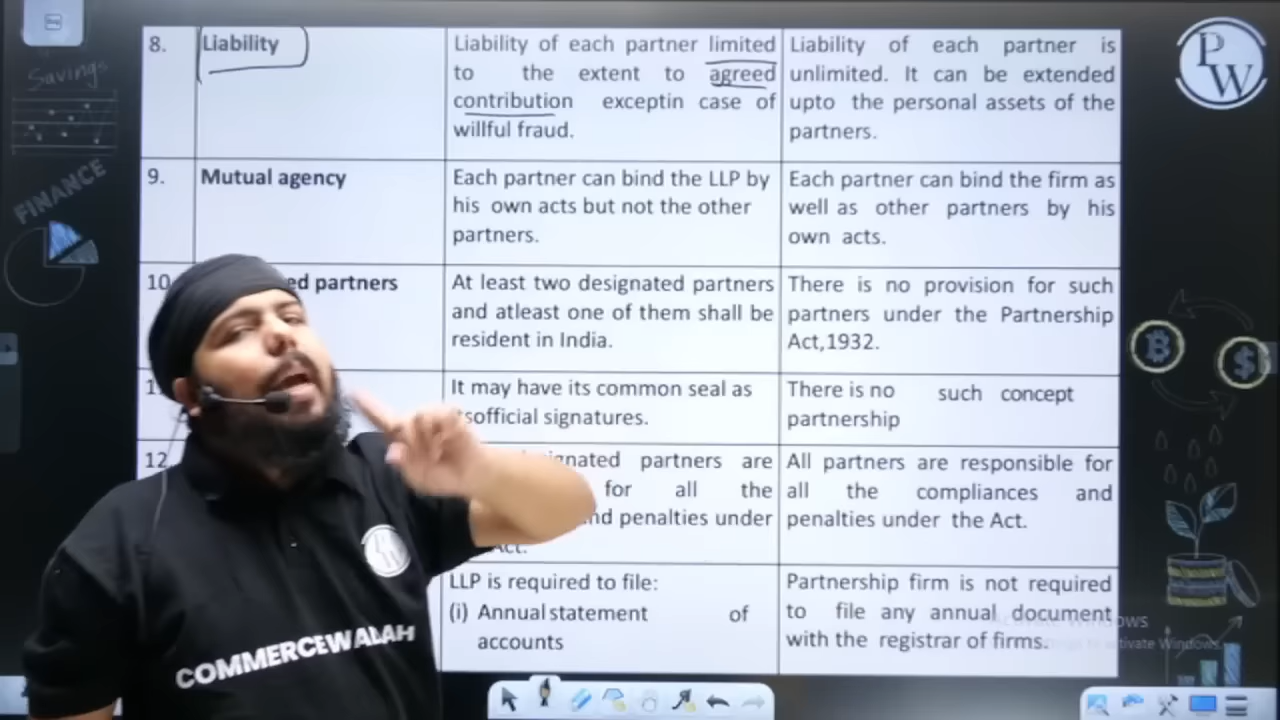 Savings
FINANCE
PW
8.
Liability
Liability of each partner limited
to the extent to agreed
contribution exceptin case of
willful fraud.
Liability of each partner is
unlimited. It can be extended
upto the personal assets of the
partners.
9.
Mutual agency
Each partner can bind the LLP by
his own acts but not the other
partners.
Each partner can bind the firm as
well as other partners by his
own acts.
10
ed partners
At least two designated partners
and atleast one of them shall be
resident in India.
There is no provision for such
partners under the Partnership
Act,1932.
It may have its common seal as
sofficial signatures.
There is no such concept
partnership
12
gnated partners are
for all the
nd penalties under
Act.
All partners are responsible for
all the compliances and
penalties under the Act.
LLP is required to file:
(i) Annual statement of
accounts
Partnership firm is not required
to file any annual document
with the registrar of firms.
COMMERCEWALAH